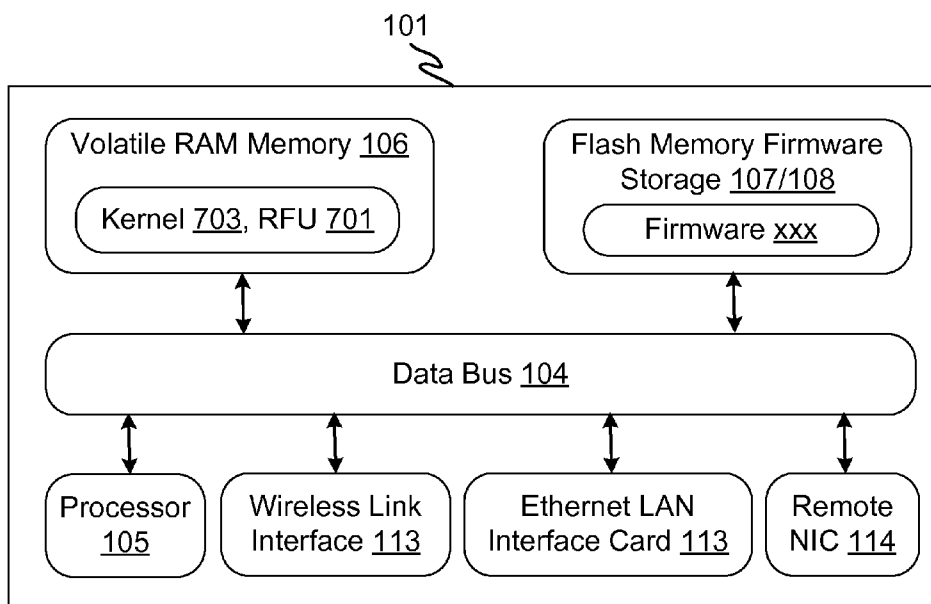 101
Volatile RAM Memory 106
Kernel 703, RFU 701
Flash Memory Firmware
Storage 107/108
Firmware xxx
Data Bus 104
Processor
105
Wireless Link
Interface 113
Ethernet LAN
Interface Card 113
Remote
NIC 114